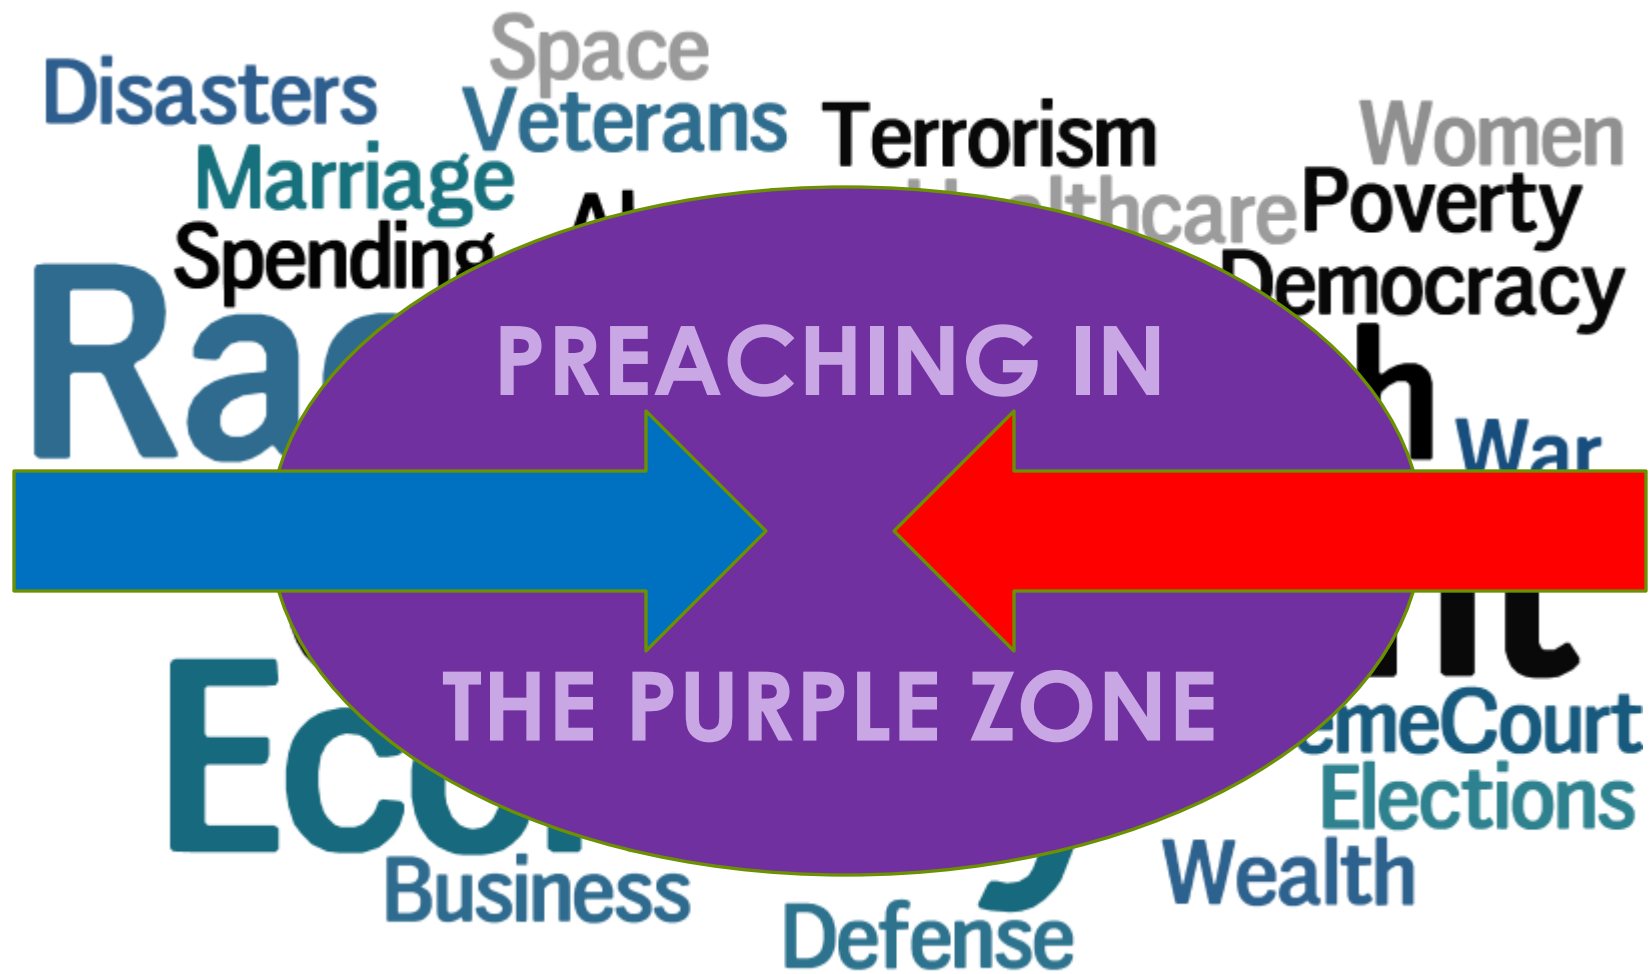 Space
Disasters
Veterans
Terrorism
Women
Marriage
Poverty
Spending
Democracy
PREACHING IN
War
THE PURPLE ZONE
Elections
Business
Wealth
Defense